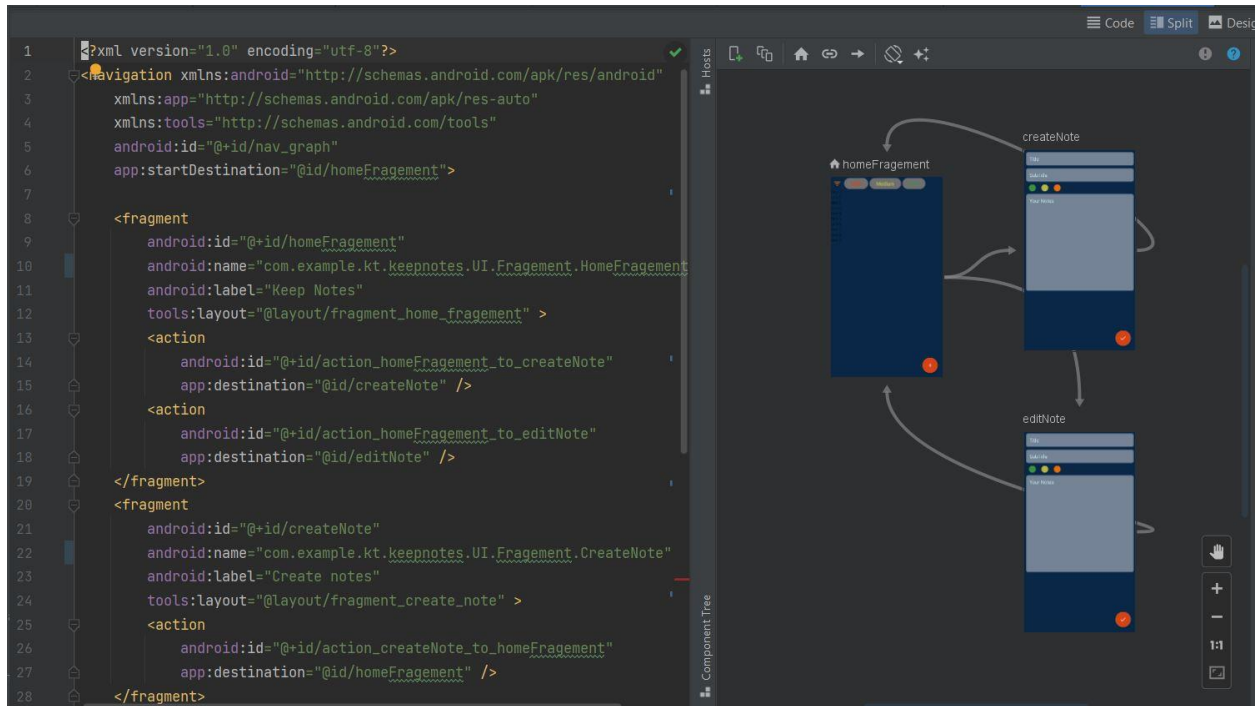 Code Split Desig
1 <?xml version="1.0" encoding="utf-8"?>
2 <navigation xmlns:android="http://schemas.android.com/apk/res/android"
3 xmlns:app="http://schemas.android.com/apk/res-auto"
4 xmlns:tools="http://schemas.android.com/tools"
5 android:id="@+id/nav_graph"
6 app:startDestination="@id/homeFragement">
7
8 <fragment
9 android:id="@+id/homeFragement"
10 android:name="com.example.kt.keepnotes.UI.Fragement.HomeFragement
11 android:label="Keep Notes"
12 tools:layout="@layout/fragment_home_fragement" >
13 <action
14 android:id="@+id/action_homeFragement_to_createNote"
15 app:destination="@id/createNote" />
16 <action
17 android:id="@+id/action_homeFragement_to_editNote"
18 app:destination="@id/editNote" />
19 </fragment>
20 <fragment
21 android:id="@+id/createNote"
22 android:name="com.example.kt.keepnotes.UI.Fragement.CreateNote"
23 android:label="Create notes"
24 tools:layout="@layout/fragment_create_note" >
25 <action
26 android:id="@+id/action_createNote_to_homeFragement"
27 app:destination="@id/homeFragement" />
28 </fragment>
Hosts
Component Tree
homeFragement
Medium
createNote
Title
Your Notes
editNote
Title
Your Notes
1:1